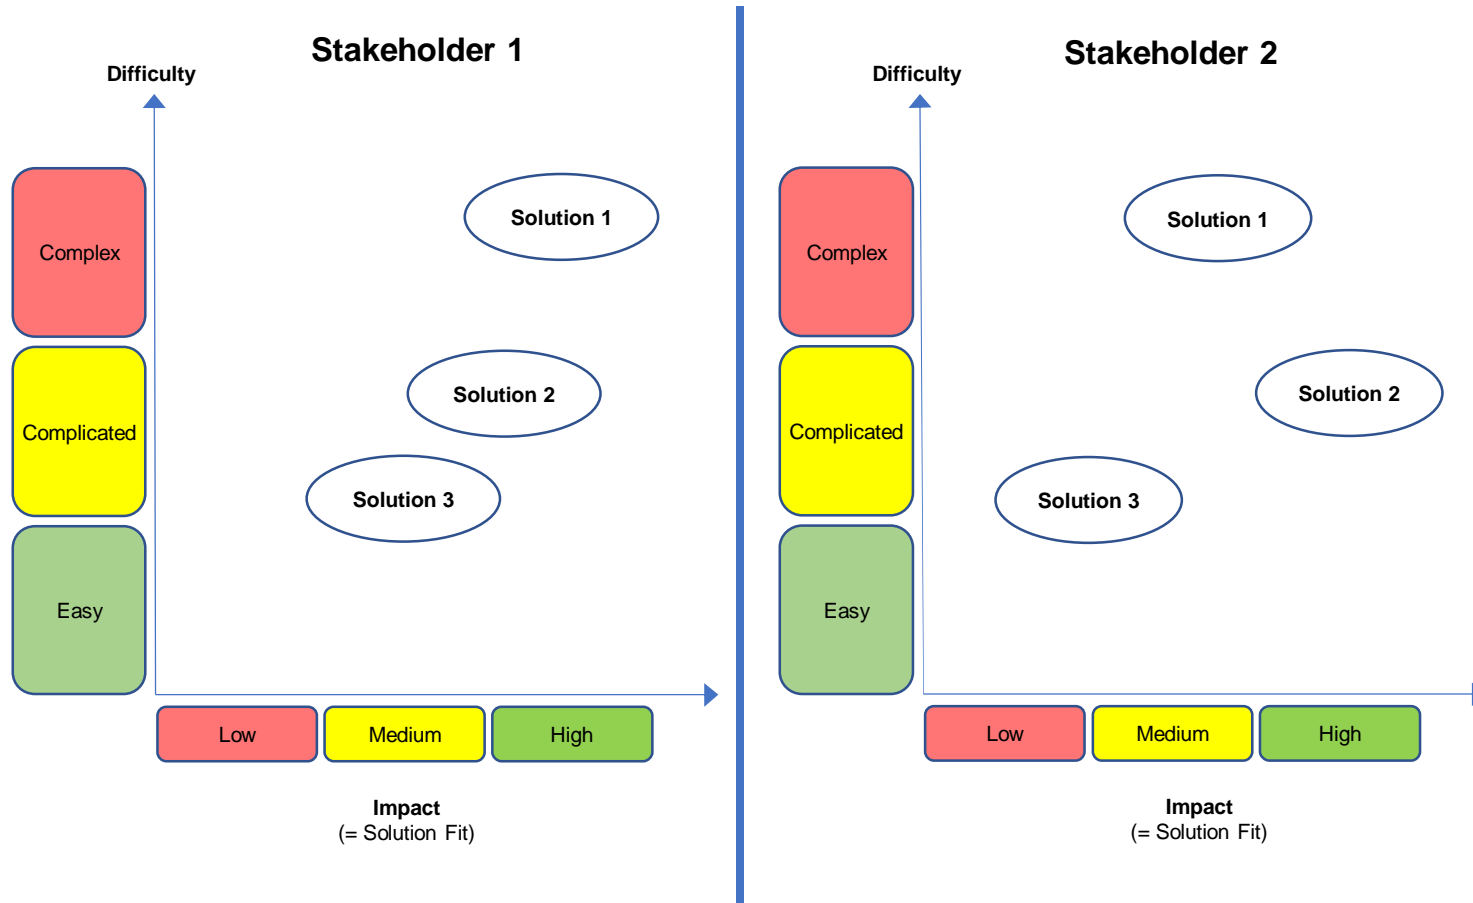 Stakeholder 1
Difficulty
Complex
Complicated
Easy
Solution 1
Solution 2
Solution 3
Low
Medium
High
Impact
(= Solution Fit)
Stakeholder 2
Difficulty
Complex
Complicated
Easy
Solution 1
Solution 2
Solution 3
Low
Medium
High
Impact
(= Solution Fit)